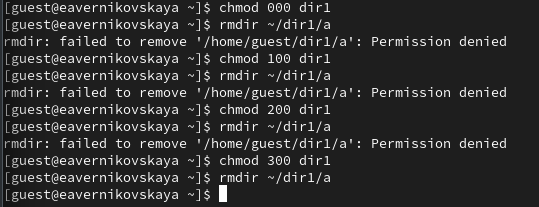 [guest@eavernikovskaya ~]$ chmod 000 dir1
[guest@eavernikovskaya ~]$ rmdir ~/dir1/a
rmdir: failed to remove '/home/guest/dir1/a': Permission denied
[guest@eavernikovskaya ~]$ chmod 100 dir1
[guest@eavernikovskaya ~]$ rmdir ~/dir1/a
rmdir: failed to remove '/home/guest/dir1/a': Permission denied
[guest@eavernikovskaya ~]$ chmod 200 dir1
[guest@eavernikovskaya ~]$ rmdir ~/dir1/a
rmdir: failed to remove '/home/guest/dir1/a': Permission denied
[guest@eavernikovskaya ~]$ chmod 300 dir1
[guest@eavernikovskaya ~]$ rmdir ~/dir1/a
[guest@eavernikovskaya ~]$